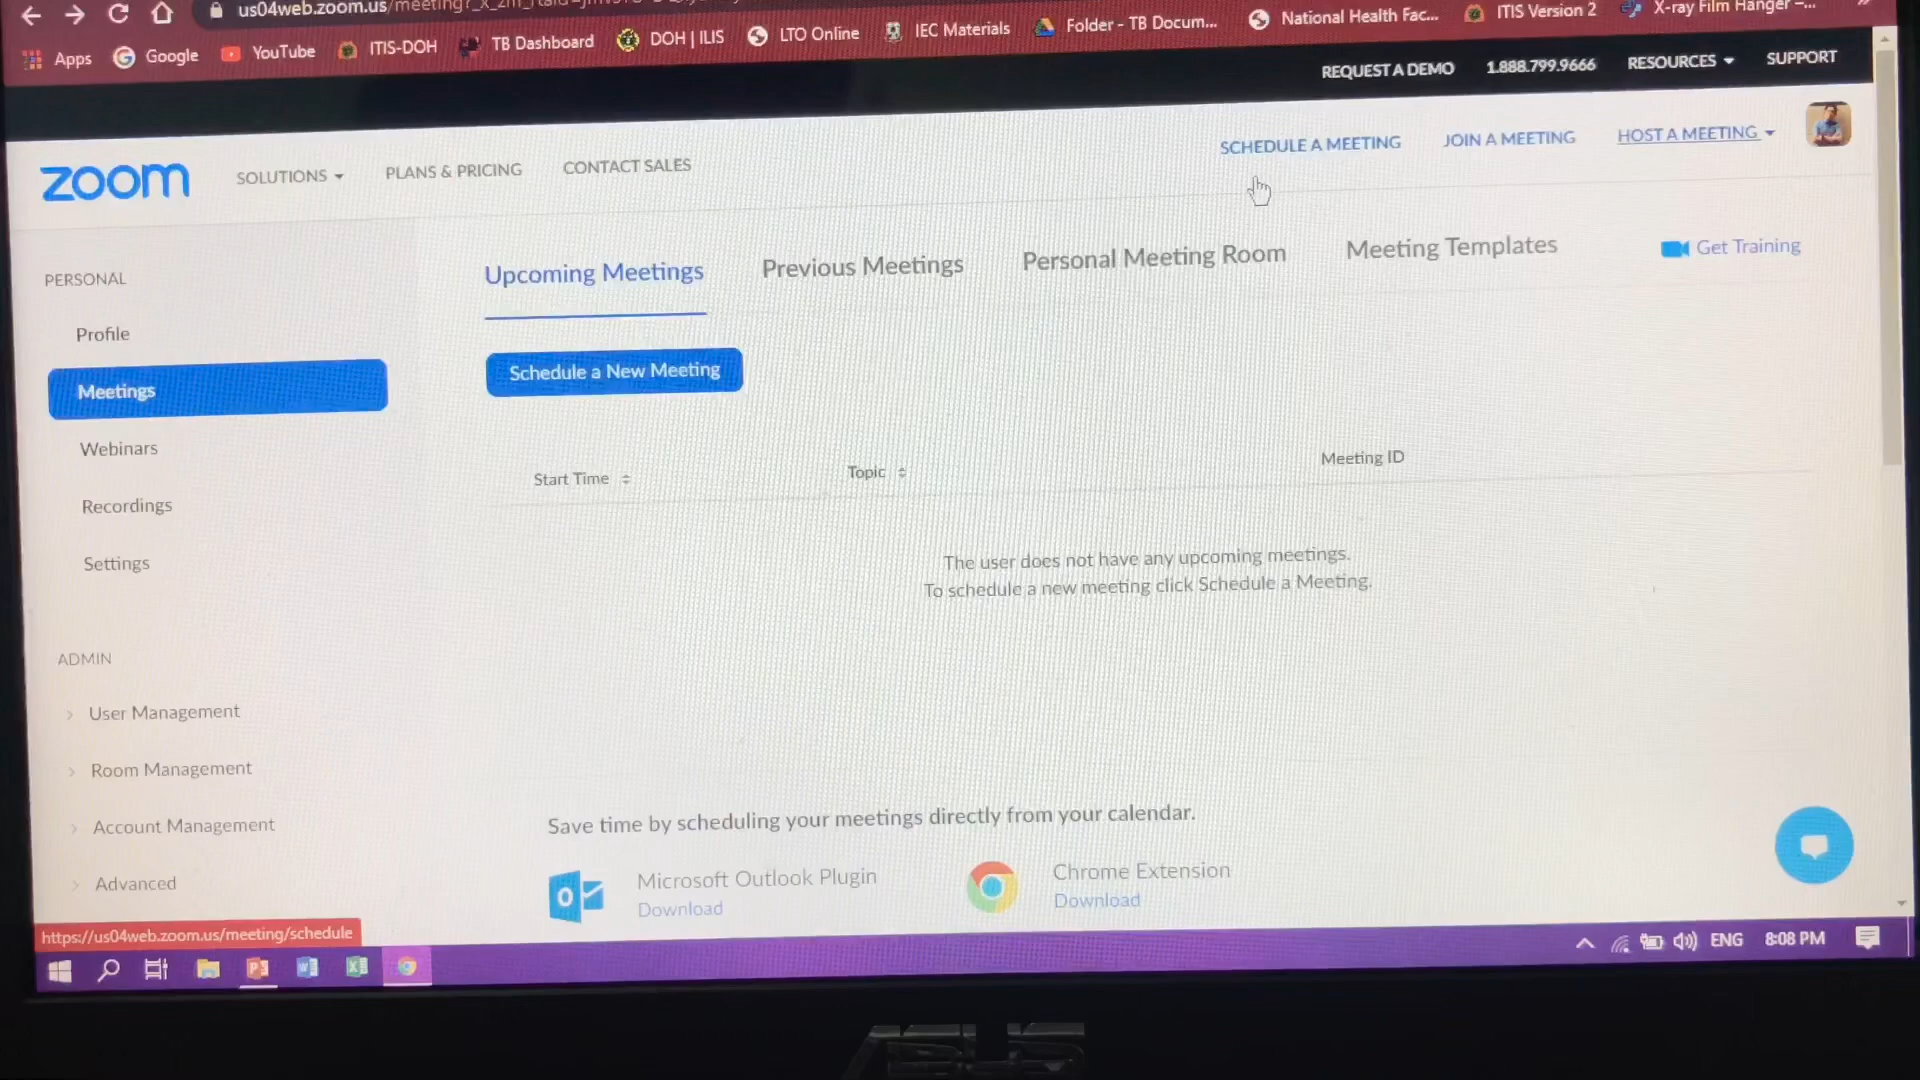 us04web.zoom.us/meeting
Apps Google YouTube ITIS-DOH TB Dashboard DOH | ILIS LTO Online IEC Materials Folder - TB Docum... National Health Fac... ITIS Version 2 X-ray Film Hanger –...
REQUEST A DEMO 1.888.799.9666 RESOURCES SUPPORT
zoom SOLUTIONS PLANS & PRICING CONTACT SALES SCHEDULE A MEETING JOIN A MEETING HOST A MEETING
PERSONAL
Profile
Meetings
Webinars
Recordings
Settings
ADMIN
User Management
Room Management
Account Management
Advanced
Upcoming Meetings Previous Meetings Personal Meeting Room Meeting Templates Get Training
Schedule a New Meeting
Start Time Topic Meeting ID
The user does not have any upcoming meetings.
To schedule a new meeting click Schedule a Meeting.
Save time by scheduling your meetings directly from your calendar.
Microsoft Outlook Plugin
Download
Chrome Extension
Download
https://us04web.zoom.us/meeting/schedule
ENG 8:08 PM
ASUS